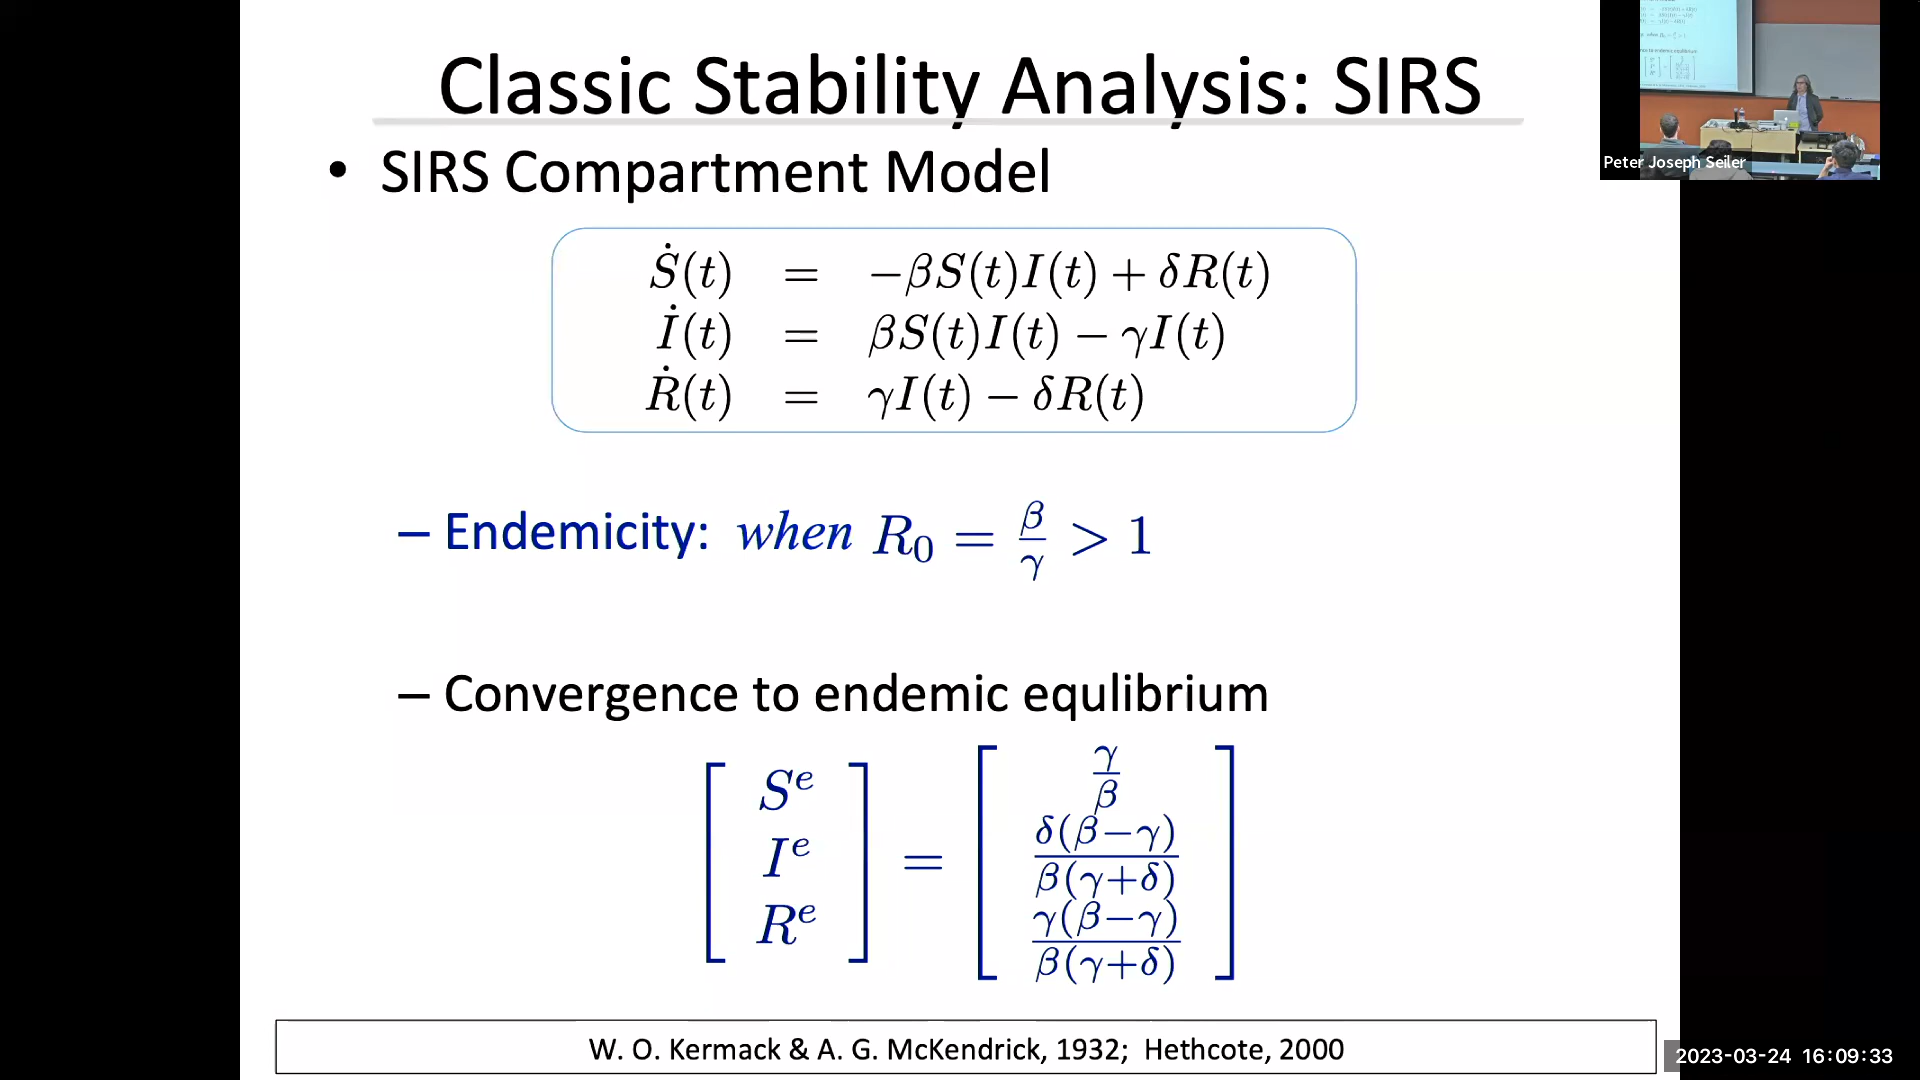 Classic Stability Analysis: SIRS
• SIRS Compartment Model
Ṡ(t) = −βS(t)I(t) + δR(t)
İ(t) = βS(t)I(t) − γI(t)
Ṙ(t) = γI(t) − δR(t)
– Endemicity: when R₀ = β/γ > 1
– Convergence to endemic equlibrium
[Sᵉ Iᵉ Rᵉ] = [γ/β δ(β−γ)/β(γ+δ) γ(β−γ)/β(γ+δ)]
W. O. Kermack & A. G. McKendrick, 1932; Hethcote, 2000
Peter Joseph Seiler
2023-03-24 16:09:33